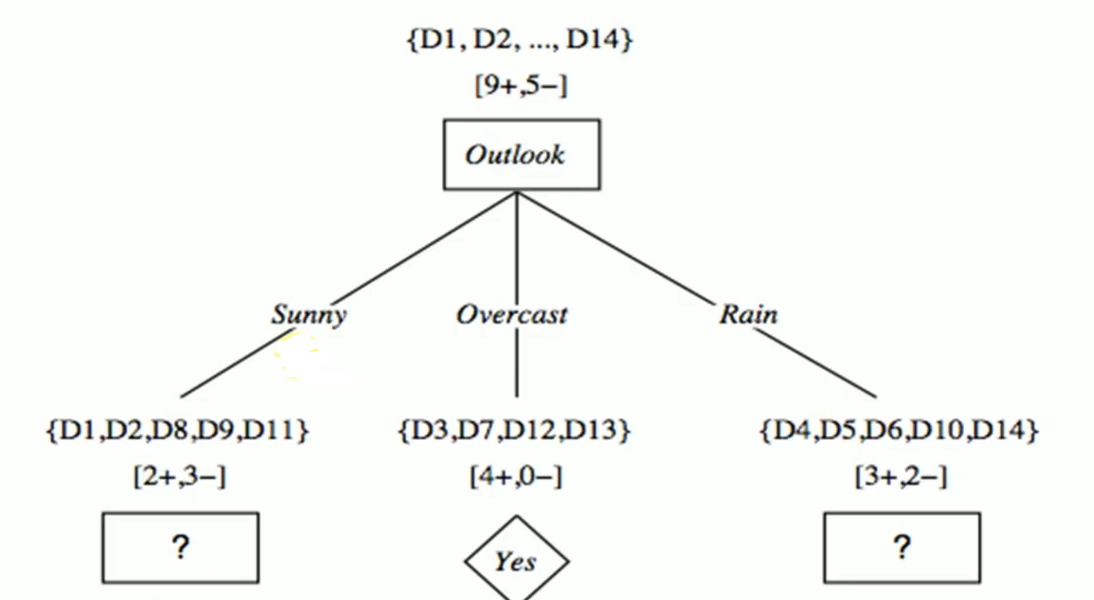 {D1, D2, ..., D14}
[9+,5−]
Outlook
Sunny Overcast Rain
{D1,D2,D8,D9,D11} {D3,D7,D12,D13} {D4,D5,D6,D10,D14}
[2+,3−] [4+,0−] [3+,2−]
? Yes ?